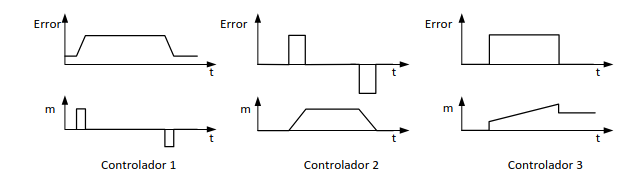 Error Error Error
t t t
m m m
t t t
Controlador 1 Controlador 2 Controlador 3